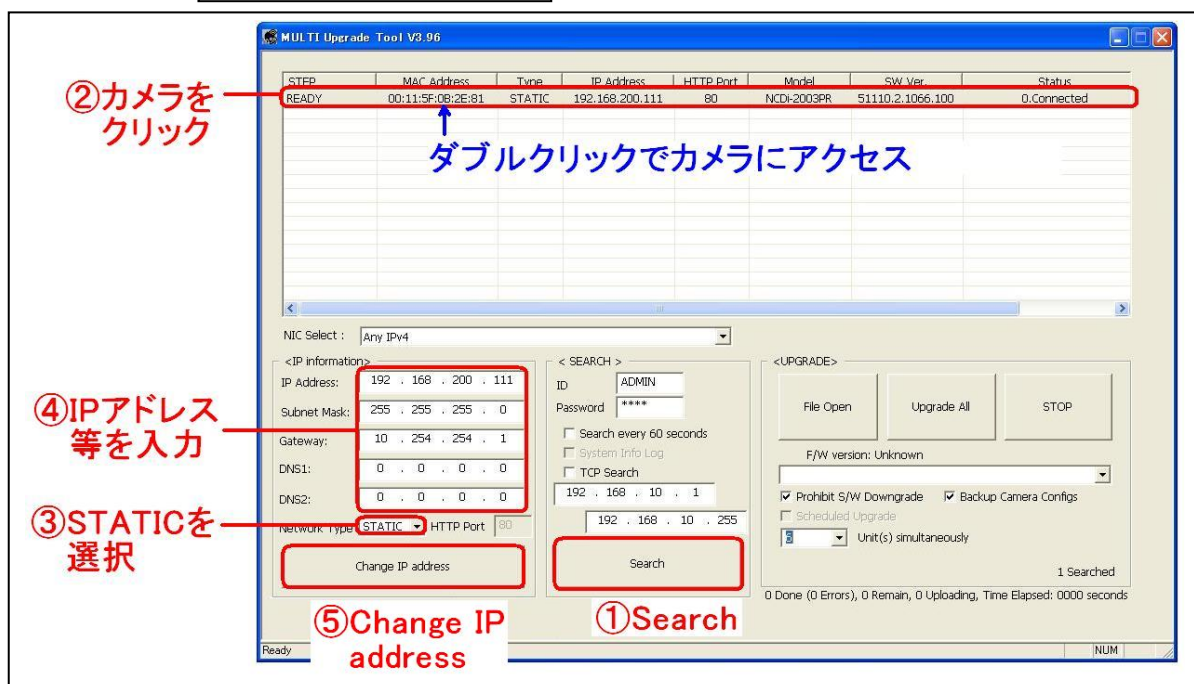 MULTI Upgrade Tool V3.96
STEP MAC Address Type IP Address HTTP Port Model SW Ver. Status
READY 00:11:5F:0B:2E:81 STATIC 192.168.200.111 80 NCDi-2003PR 51110.2.1066.100 0.Connected
②カメラを
クリック
ダブルクリックでカメラにアクセス
NIC Select : Any IPv4
<IP information>
IP Address: 192 . 168 . 200 . 111
Subnet Mask: 255 . 255 . 255 . 0
Gateway: 10 . 254 . 254 . 1
DNS1: 0 . 0 . 0 . 0
DNS2: 0 . 0 . 0 . 0
Network Type STATIC HTTP Port 80
Change IP address
④IPアドレス
等を入力
③STATICを
選択
⑤Change IP
address
< SEARCH >
ID ADMIN
Password ****
Search every 60 seconds
System Info Log
TCP Search
192 . 168 . 10 . 1
192 . 168 . 10 . 255
Search
①Search
<UPGRADE>
File Open Upgrade All STOP
F/W version: Unknown
Prohibit S/W Downgrade Backup Camera Configs
Scheduled Upgrade
5 Unit(s) simultaneously
1 Searched
0 Done (0 Errors), 0 Remain, 0 Uploading, Time Elapsed: 0000 seconds
Ready NUM